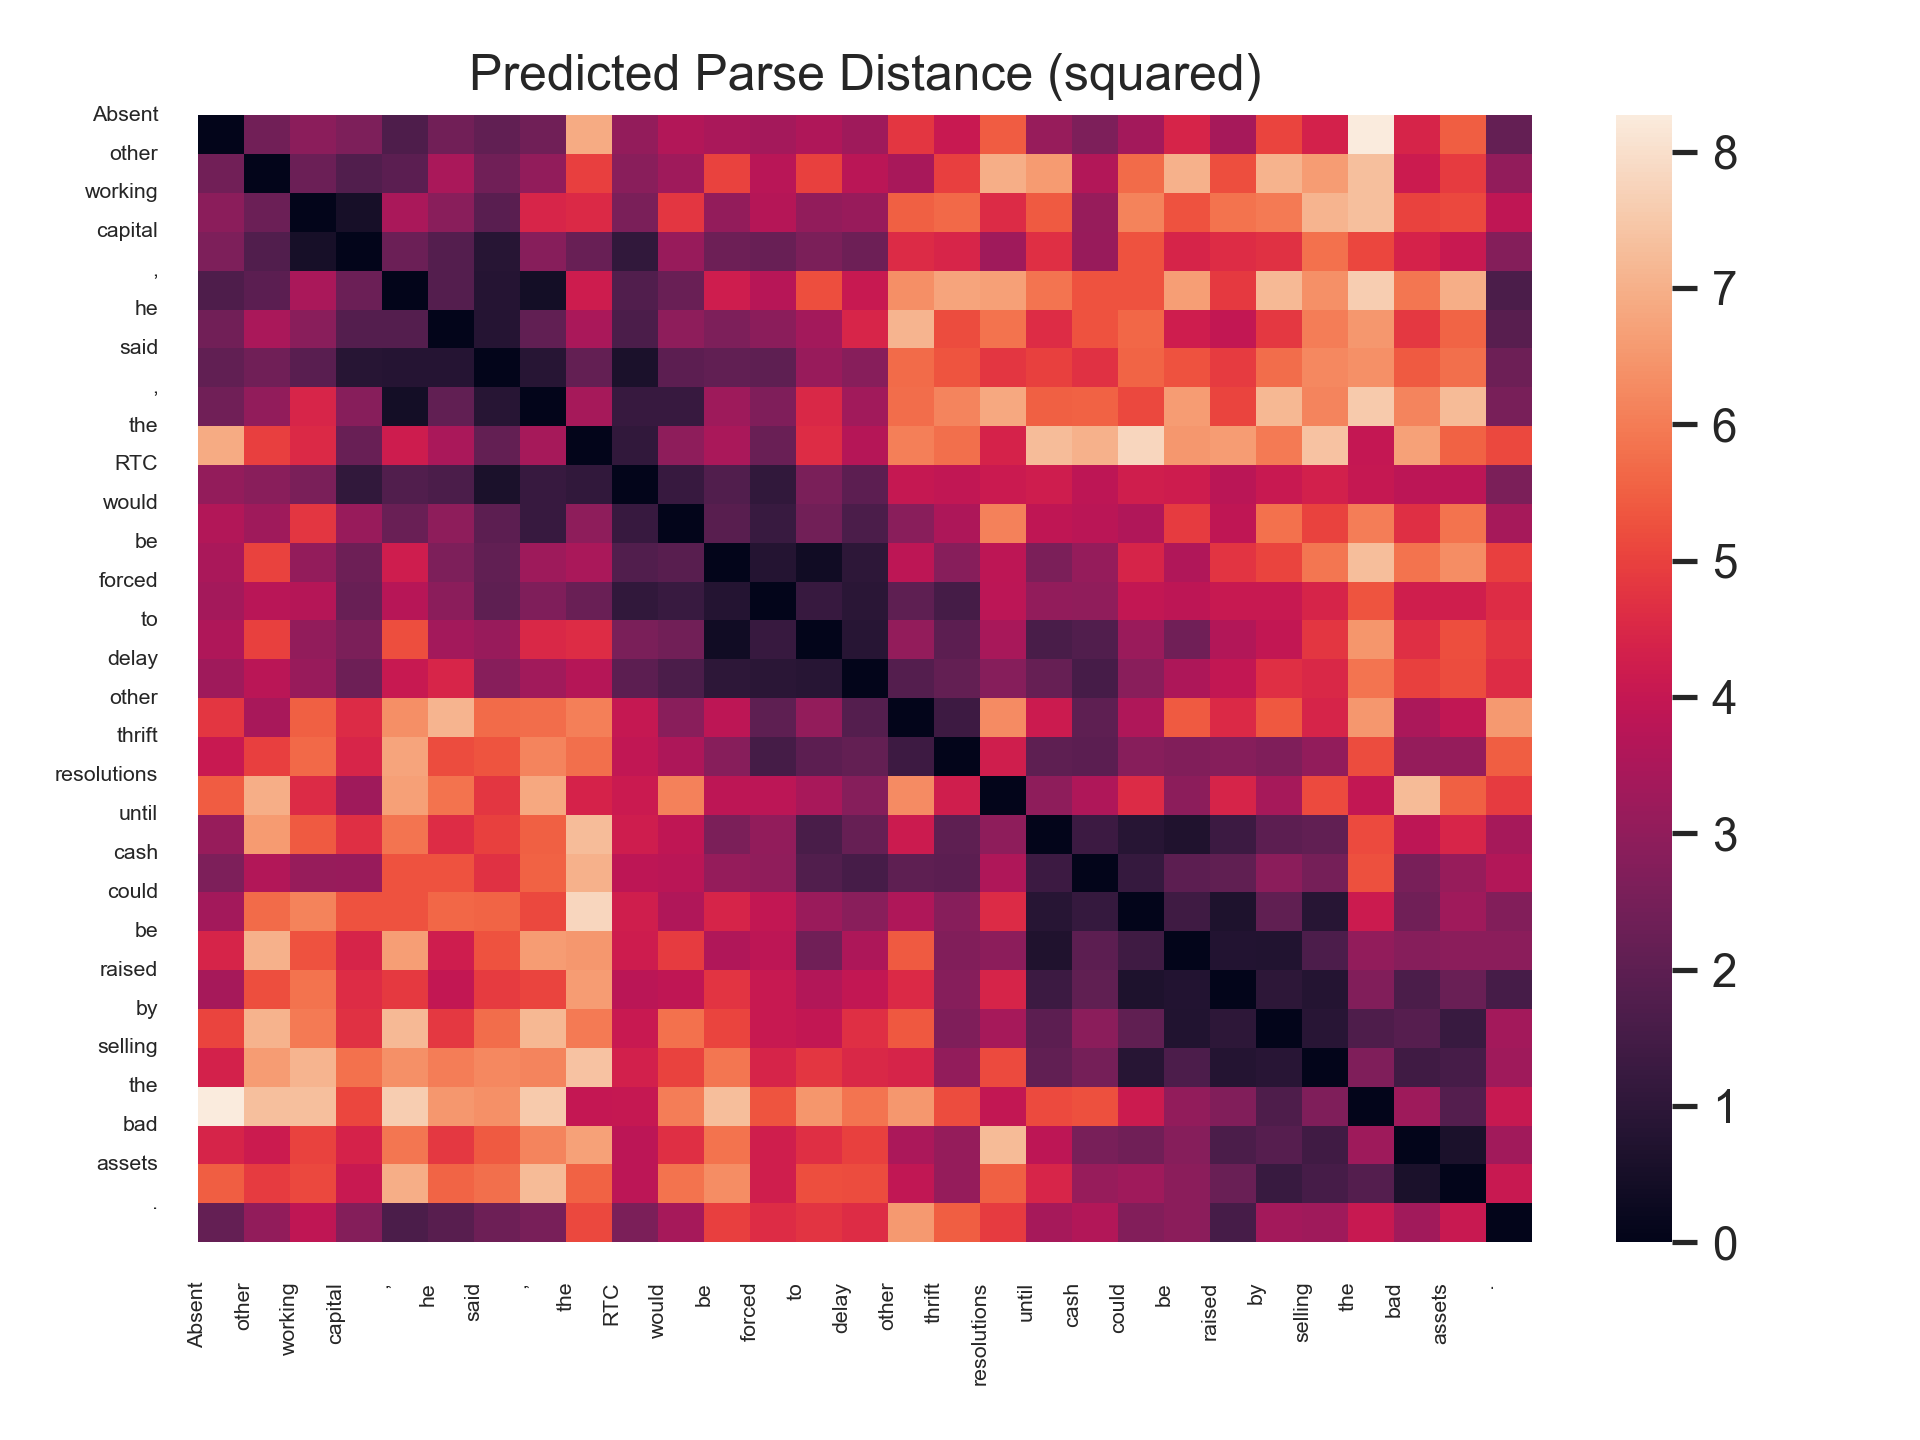 Predicted Parse Distance (squared)
Absent
other
working
capital
,
he
said
,
the
RTC
would
be
forced
to
delay
other
thrift
resolutions
until
cash
could
be
raised
by
selling
the
bad
assets
.
8
7
6
5
4
3
2
1
0
Absent
other
working
capital
,
he
said
,
the
RTC
would
be
forced
to
delay
other
thrift
resolutions
until
cash
could
be
raised
by
selling
the
bad
assets
.